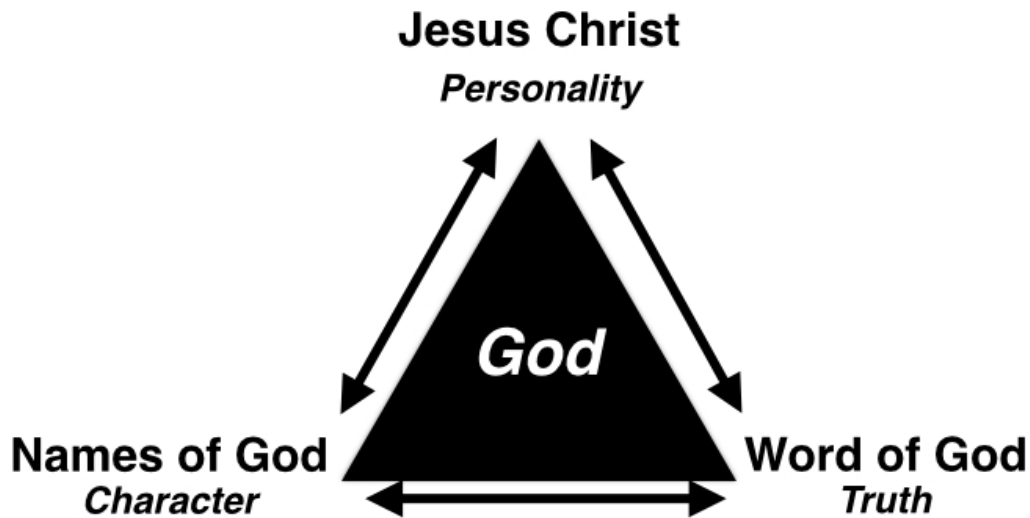 Jesus Christ
Personality
God
Names of God
Character
Word of God
Truth